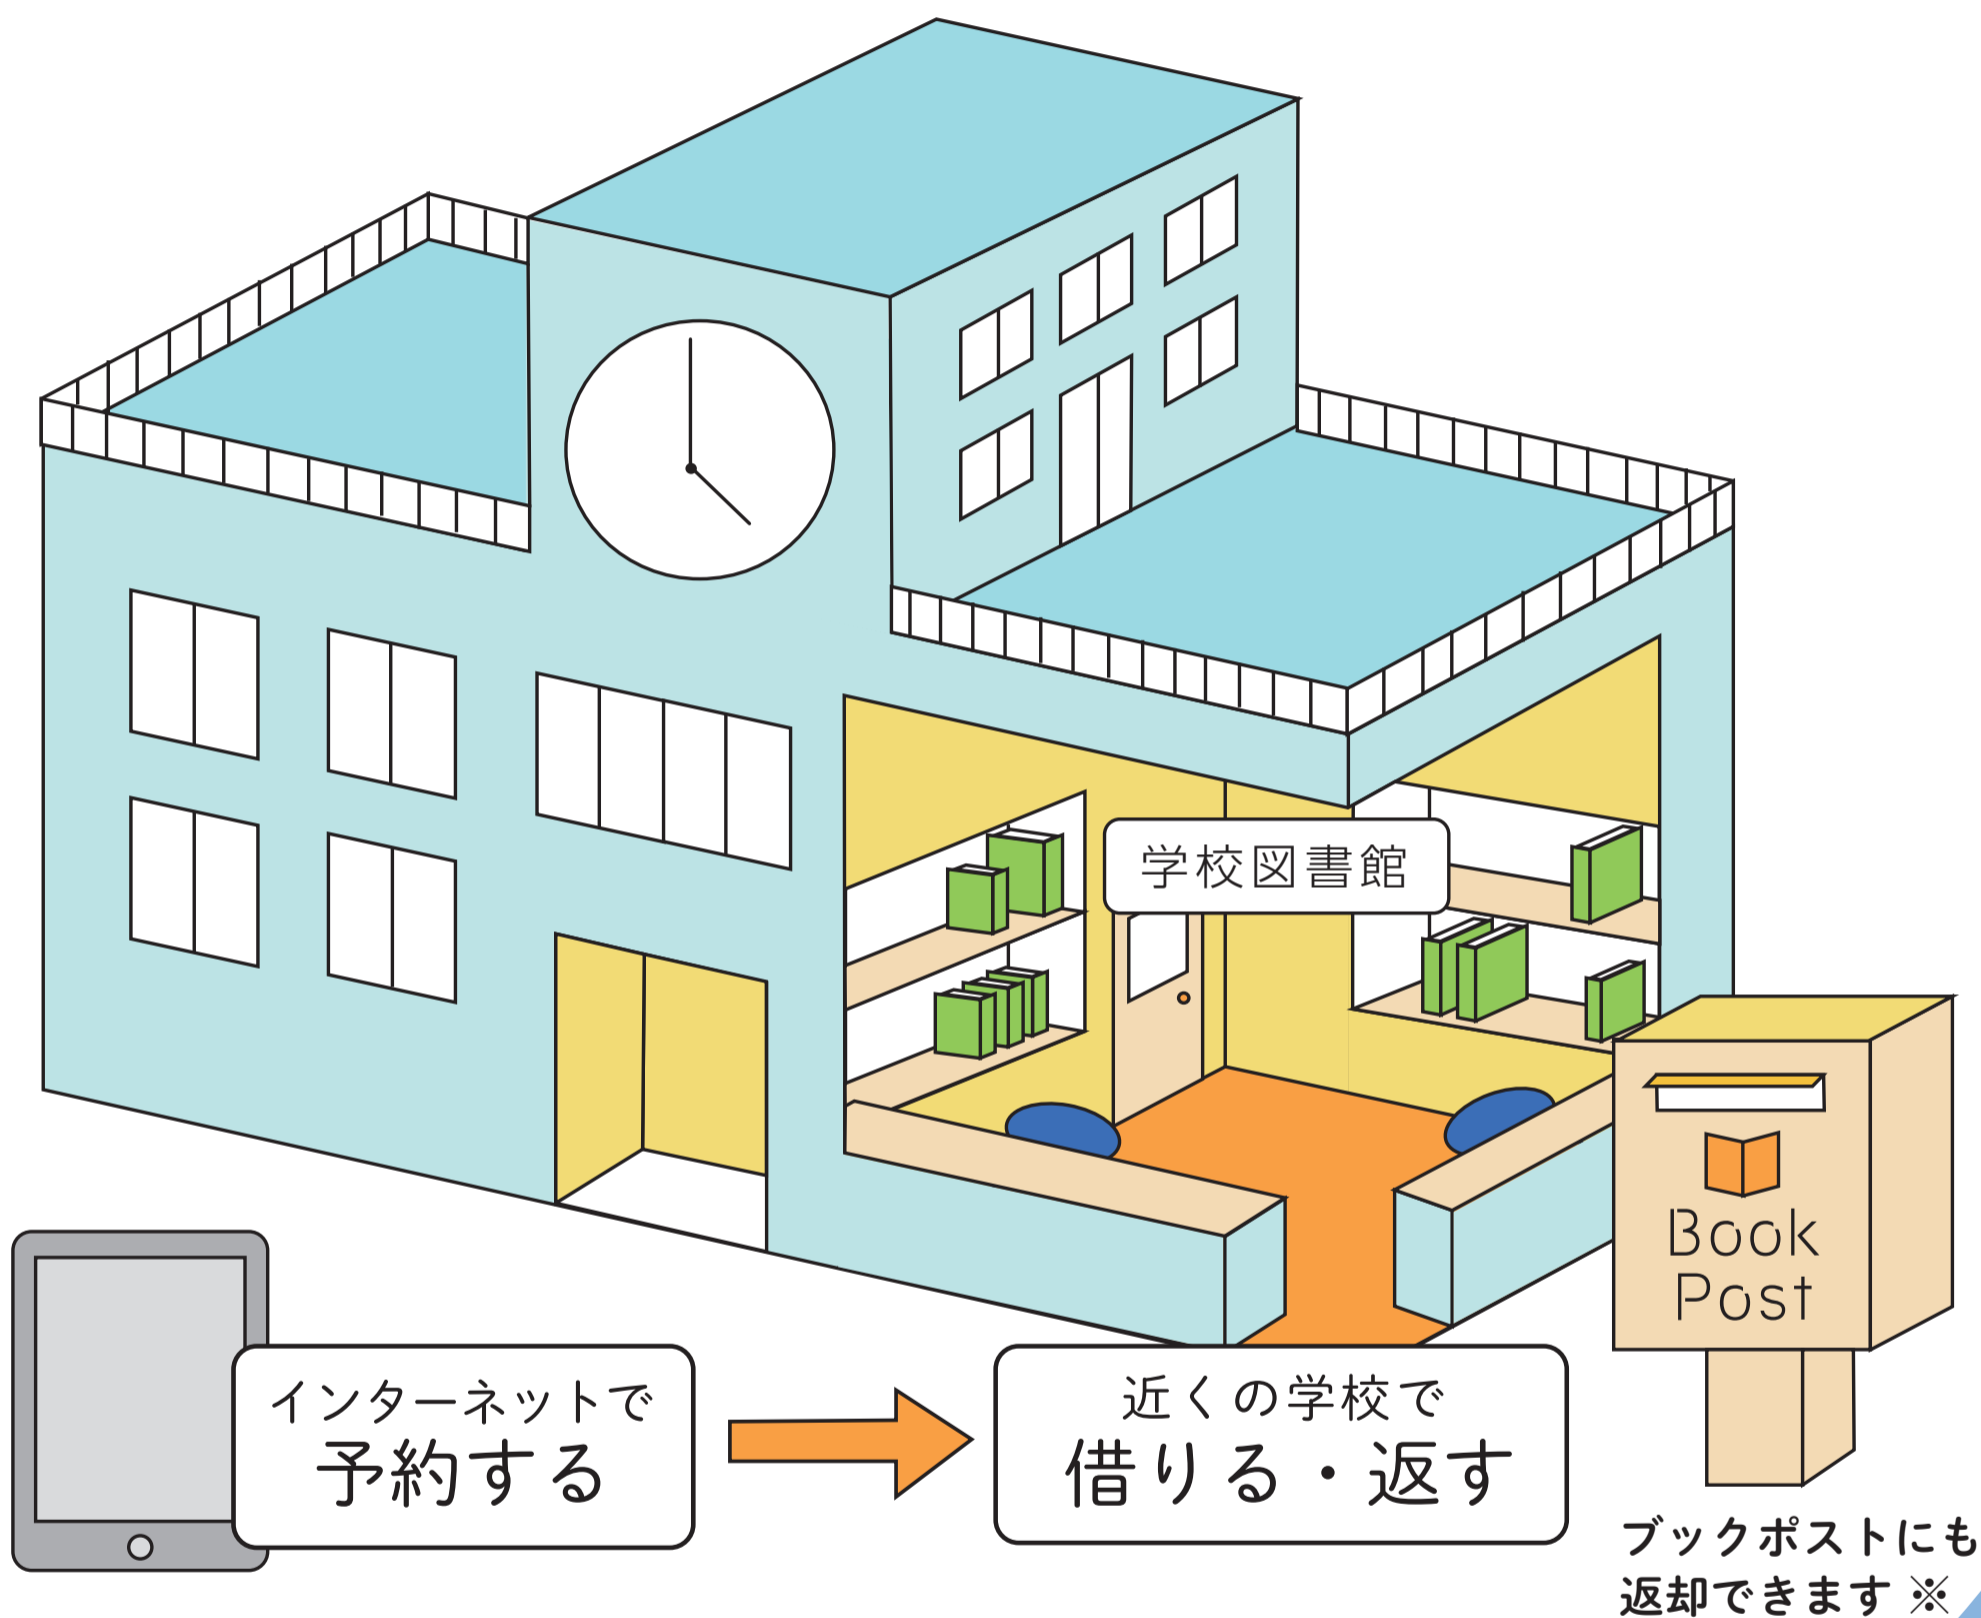 学校図書館
Book
Post
インターネットで
予約する
近くの学校で
借りる・返す
ブックポストにも
返却できます ※